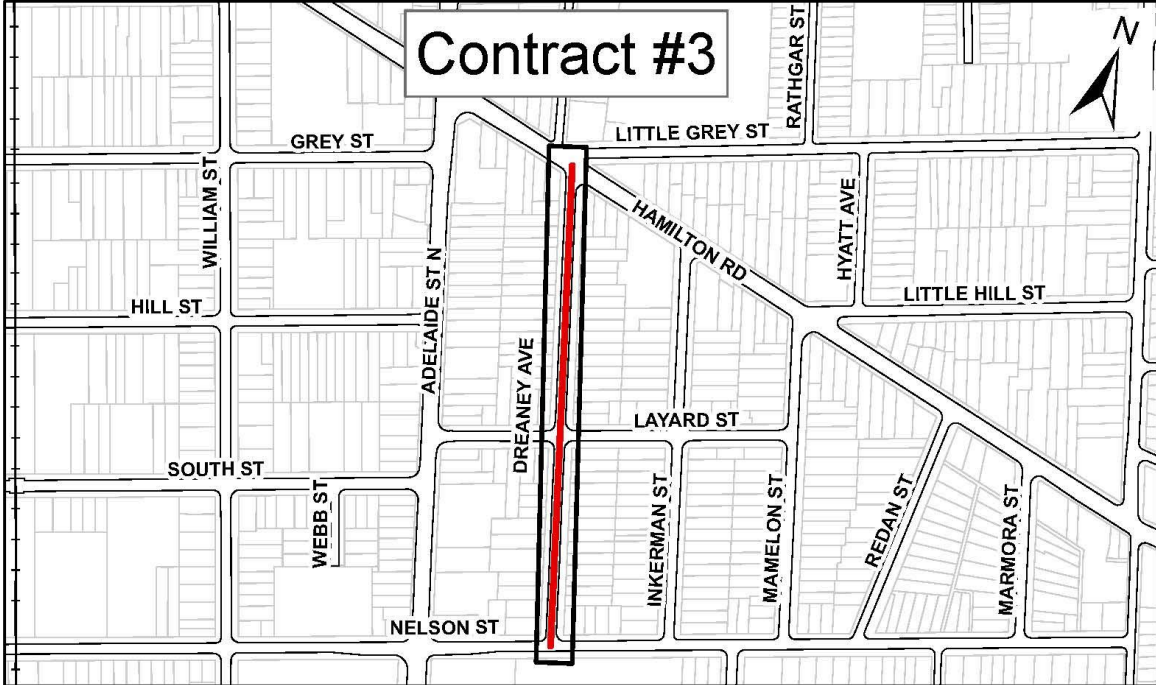 Contract #3
N
RATHGAR ST
GREY ST
LITTLE GREY ST
WILLIAM ST
HAMILTON RD
HYATT AVE
ADELAIDE ST N
HILL ST
LITTLE HILL ST
DREANEY AVE
LAYARD ST
SOUTH ST
WEBB ST
INKERMAN ST
MAMELON ST
REDAN ST
MARMORA ST
NELSON ST